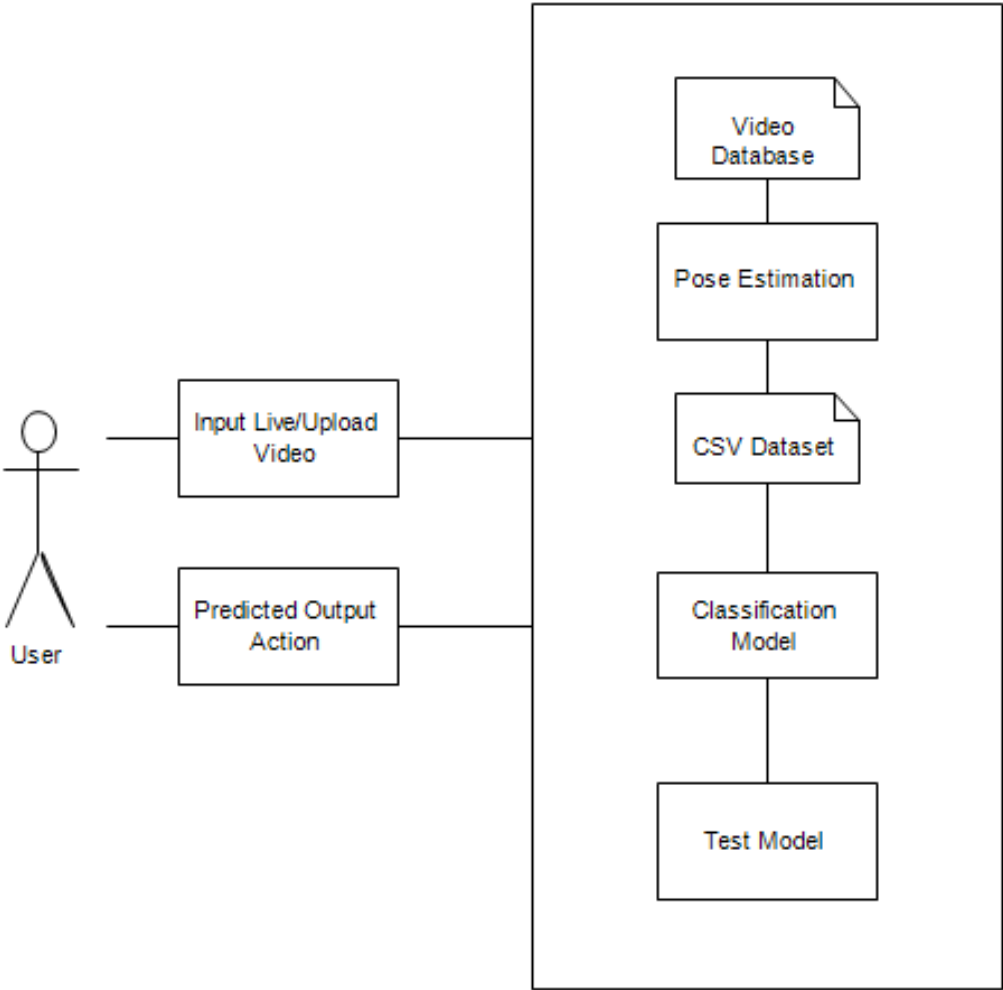 Video
Database
Pose Estimation
Input Live/Upload
Video
CSV Dataset
Predicted Output
Action
Classification
Model
User
Test Model